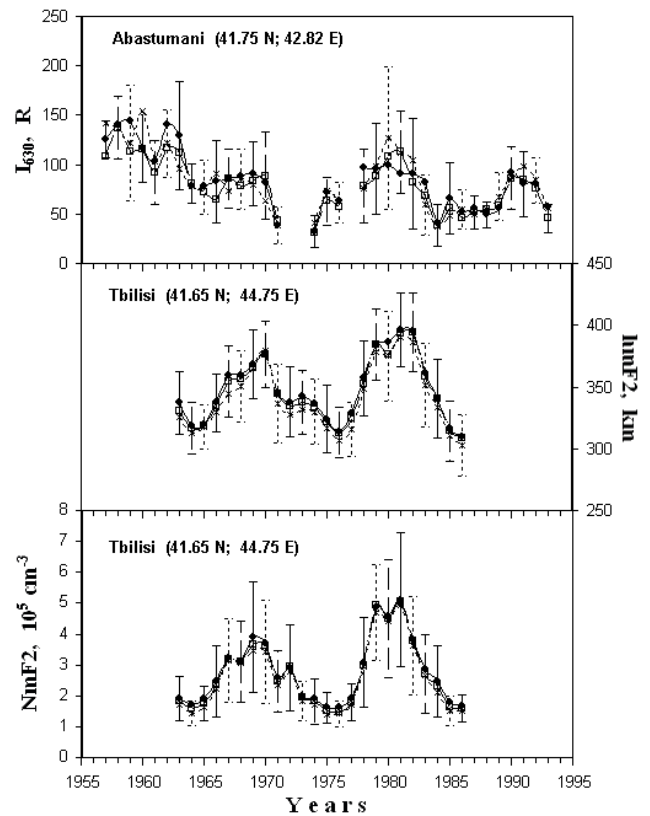 250
200
150
100
50
0
I630, R
Abastumani (41.75 N; 42.82 E)
Tbilisi (41.65 N; 44.75 E)
450
400
350
300
250
hmF2, km
Tbilisi (41.65 N; 44.75 E)
8
7
6
5
4
3
2
1
0
NmF2, 10⁵ cm⁻³
1955 1960 1965 1970 1975 1980 1985 1990 1995
Years